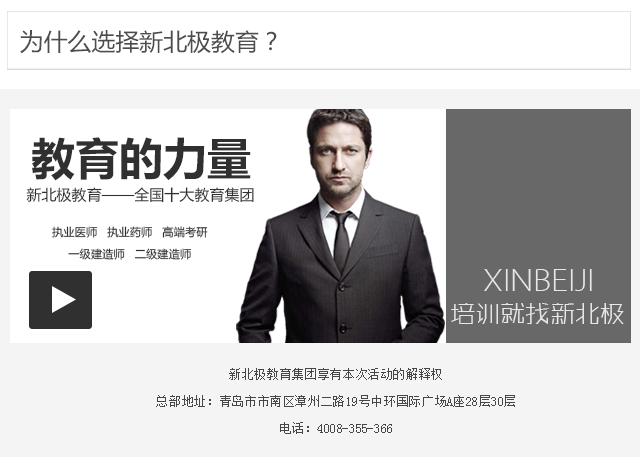 为什么选择新北极教育？
教育的力量
新北极教育——全国十大教育集团
执业医师 执业药师 高端考研
一级建造师 二级建造师
XINBEIJI
培训就找新北极
新北极教育集团享有本次活动的解释权
总部地址：青岛市市南区漳州二路19号中环国际广场A座28层30层
电话：4008-355-366